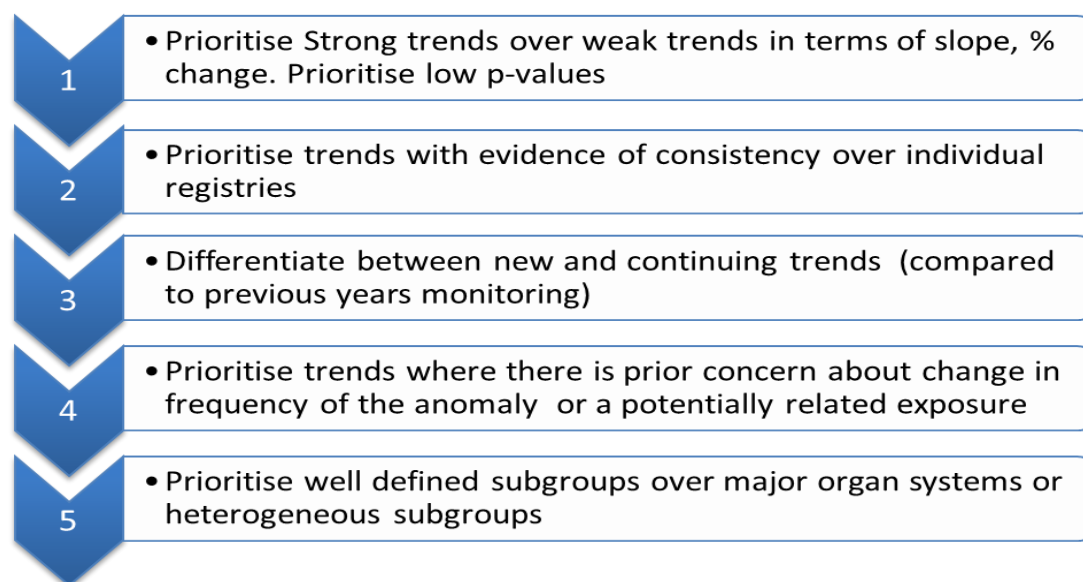 1
• Prioritise Strong trends over weak trends in terms of slope, %
change. Prioritise low p-values
2
• Prioritise trends with evidence of consistency over individual
registries
3
• Differentiate between new and continuing trends (compared
to previous years monitoring)
4
• Prioritise trends where there is prior concern about change in
frequency of the anomaly or a potentially related exposure
5
• Prioritise well defined subgroups over major organ systems or
heterogeneous subgroups